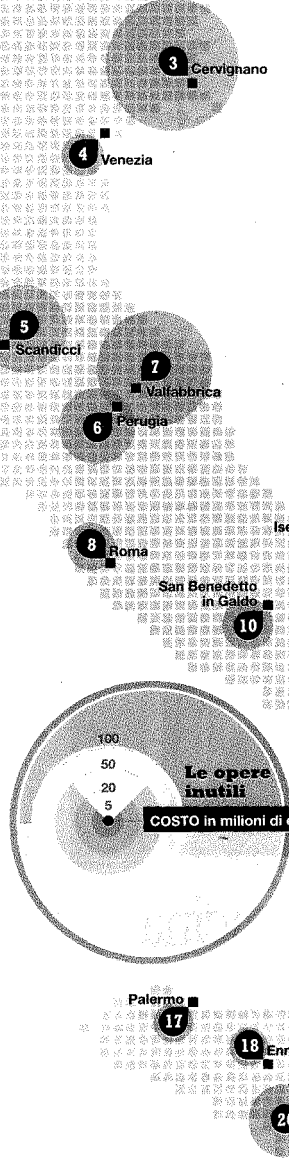 3
Cervignano
4
Venezia
5
Scandicci
7
Valfabbrica
6
Perugia
8
Roma
San Benedetto
in Galdo
10
100
50
20
5
Le opere
inutili
COSTO in milioni di
Palermo
17
18